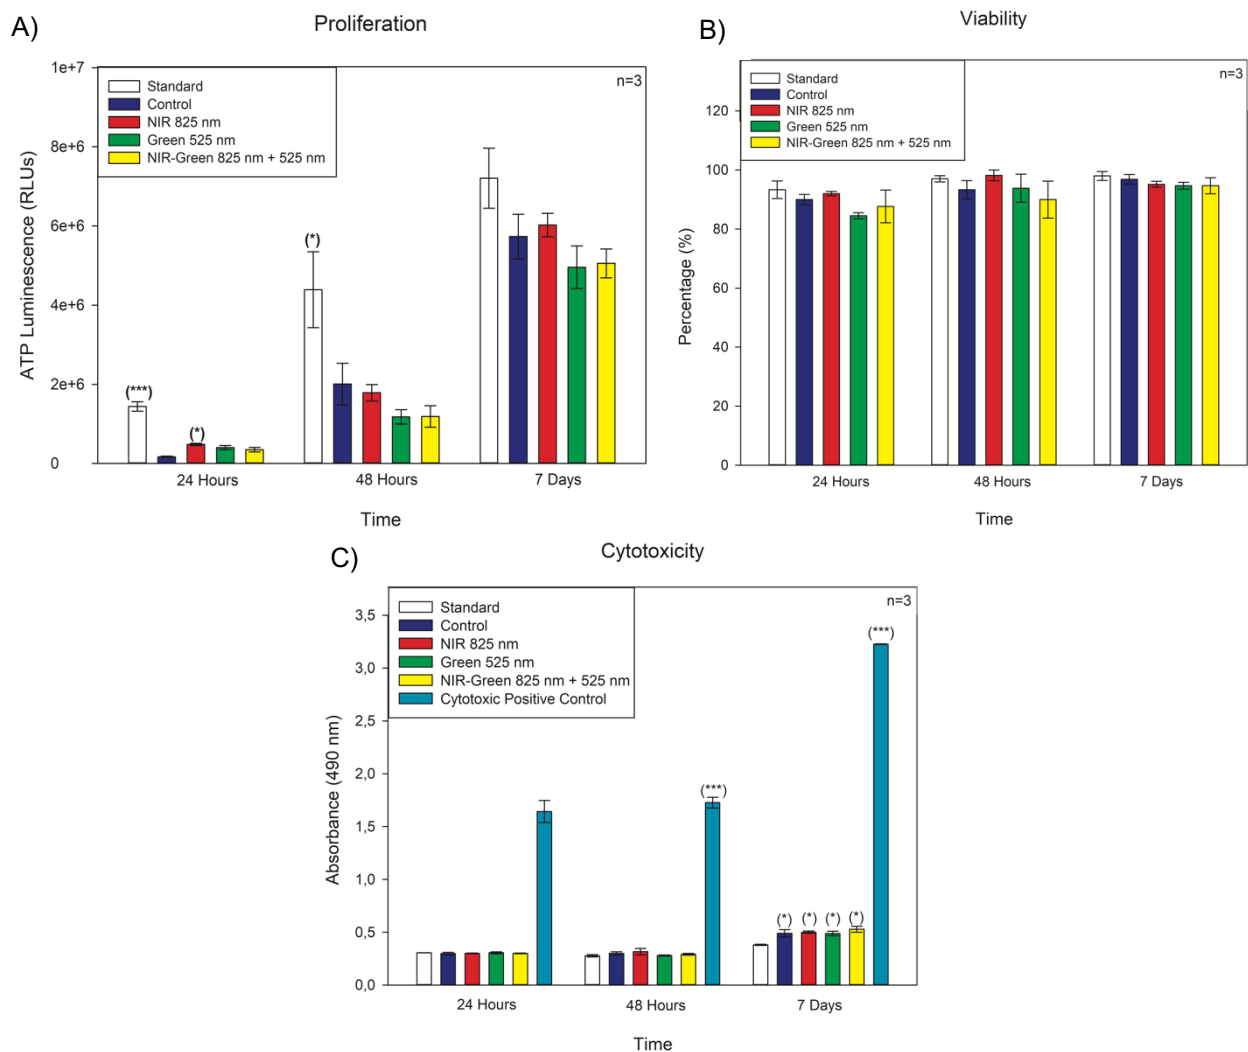 A)
Proliferation
1e+7
8e+6
6e+6
4e+6
2e+6
0
ATP Luminescence (RLUs)
Standard
Control
NIR 825 nm
Green 525 nm
NIR-Green 825 nm + 525 nm
n=3
(***)
(*)
(*)
24 Hours
48 Hours
7 Days
Time
B)
Viability
120
100
80
60
40
20
0
Percentage (%)
Standard
Control
NIR 825 nm
Green 525 nm
NIR-Green 825 nm + 525 nm
n=3
24 Hours
48 Hours
7 Days
Time
C)
Cytotoxicity
3,5
3,0
2,5
2,0
1,5
1,0
0,5
0,0
Absorbance (490 nm)
Standard
Control
NIR 825 nm
Green 525 nm
NIR-Green 825 nm + 525 nm
Cytotoxic Positive Control
n=3
(***)
(***)
(*)
(*)
(*)
(*)
24 Hours
48 Hours
7 Days
Time